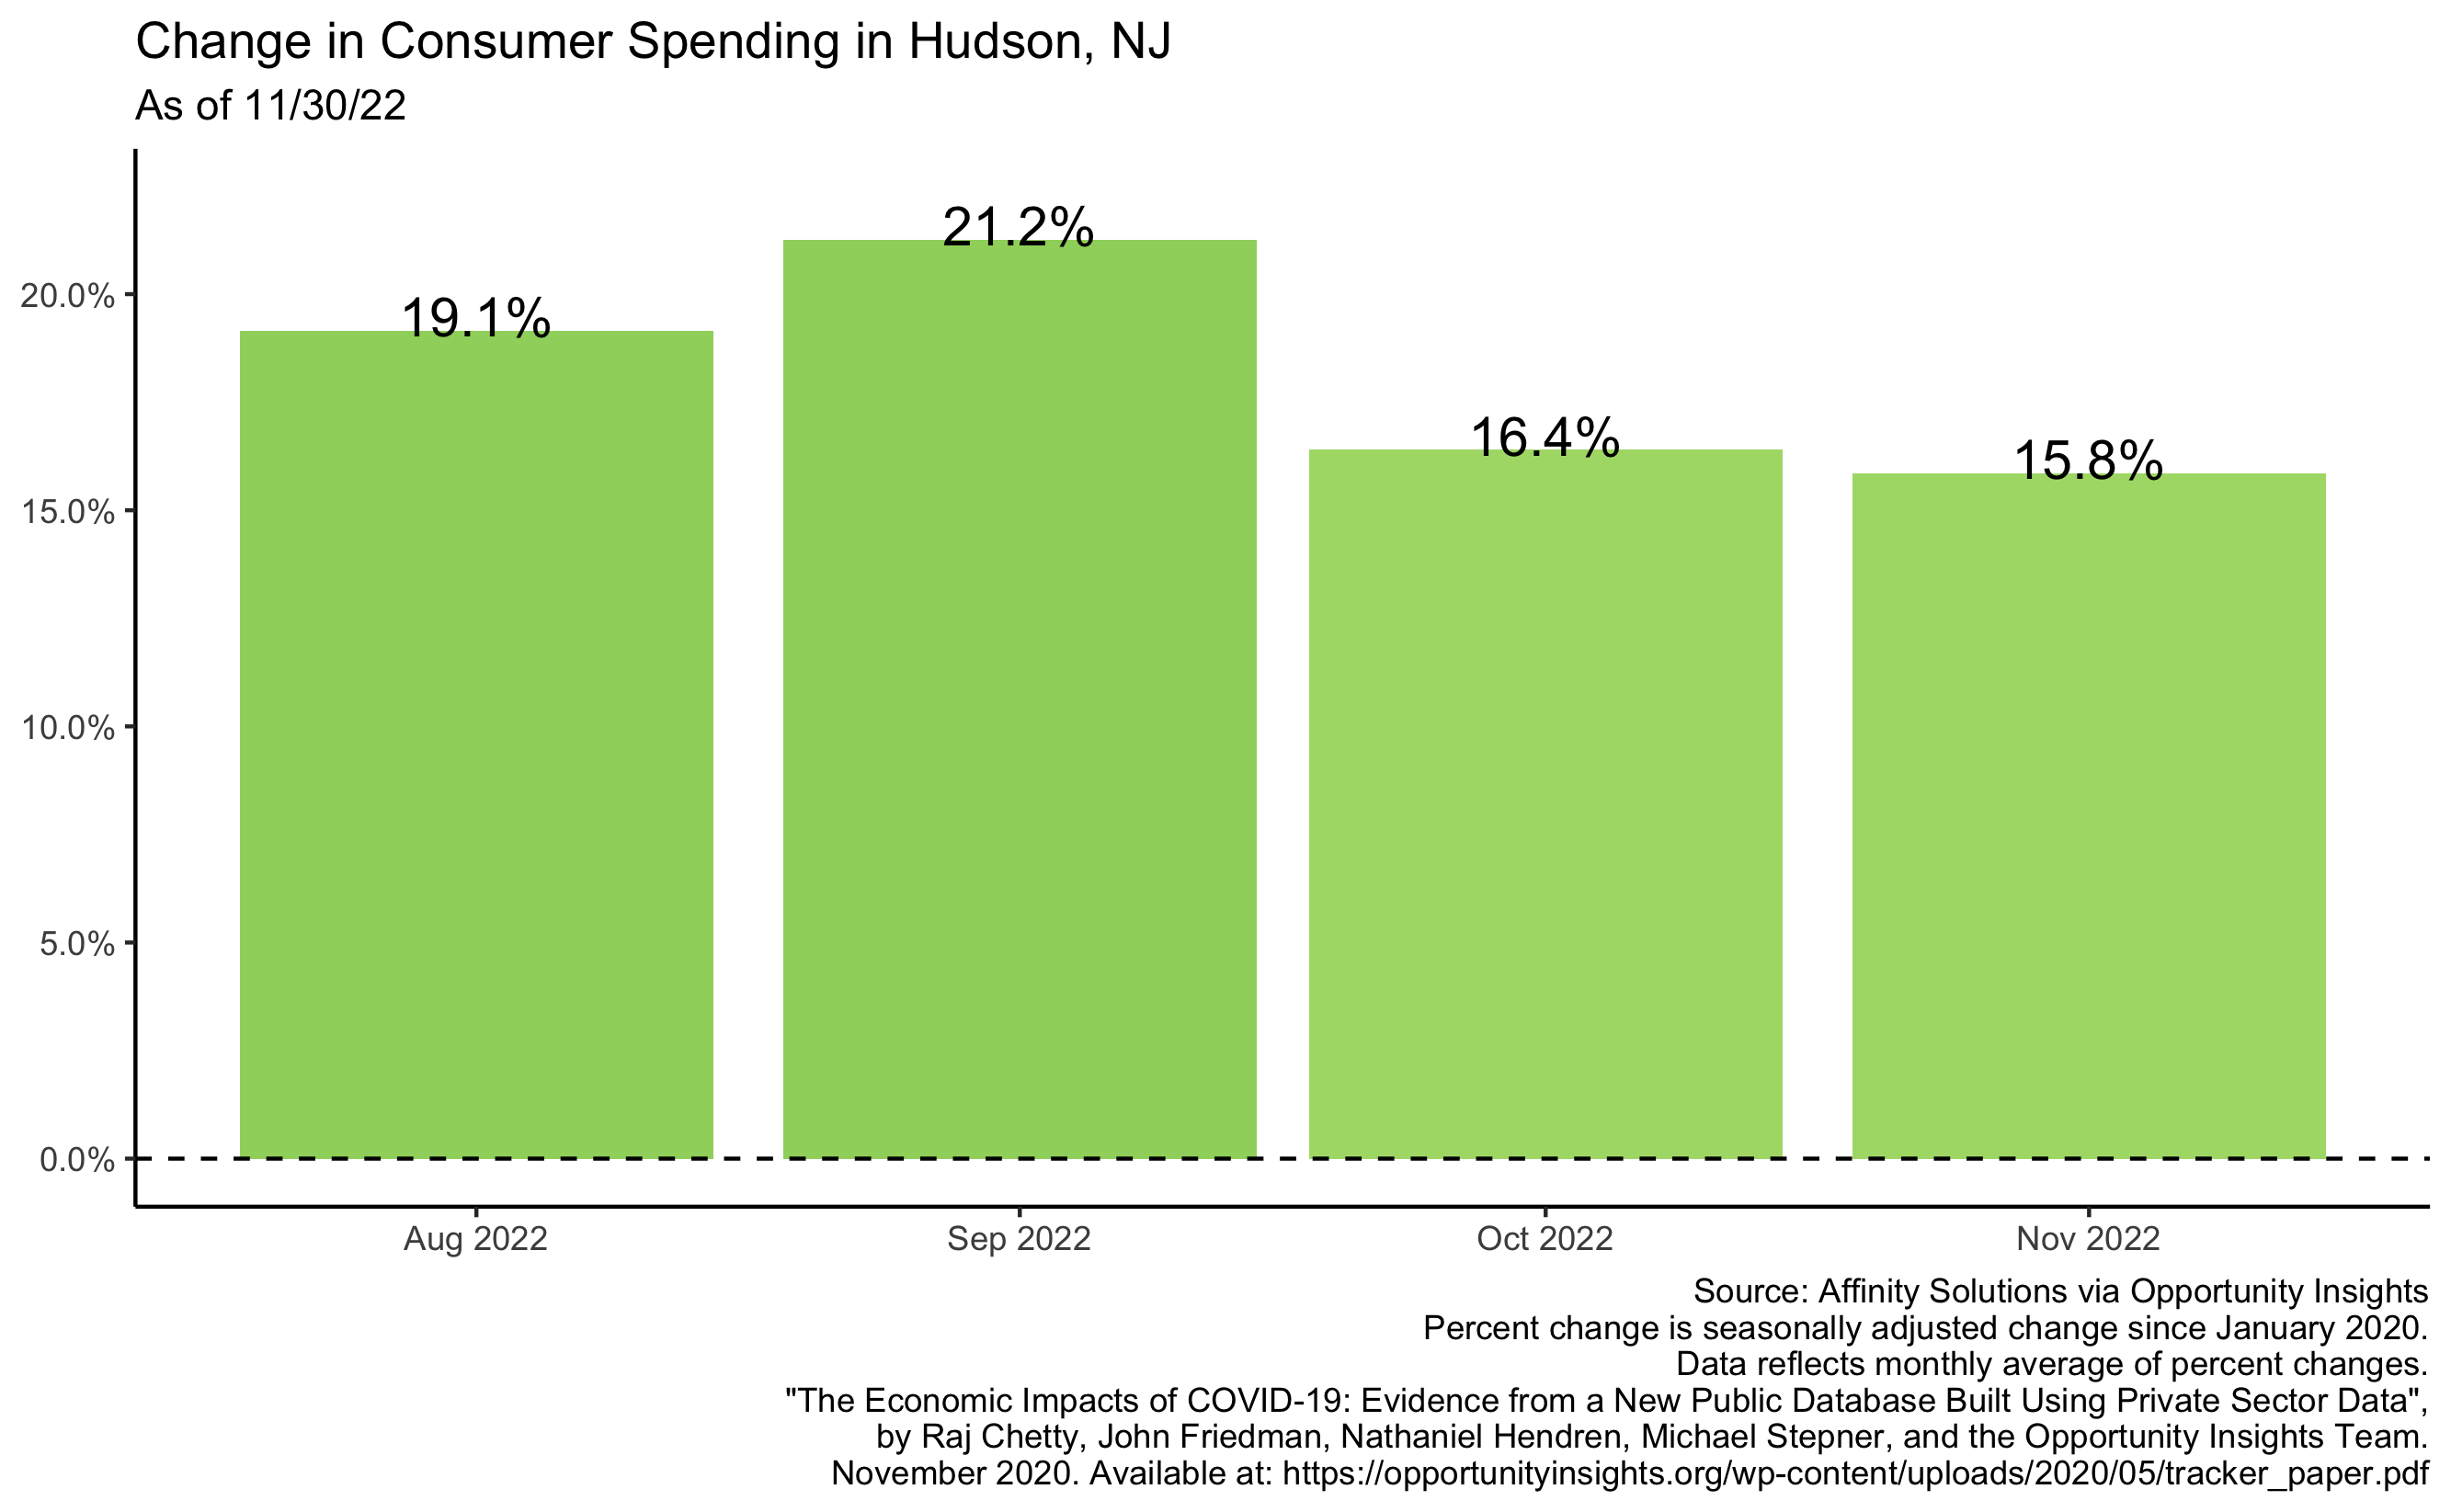 Change in Consumer Spending in Hudson, NJ
As of 11/30/22
21.2%
19.1%
16.4%
15.8%
20.0%
15.0%
10.0%
5.0%
0.0%
Aug 2022
Sep 2022
Oct 2022
Nov 2022
Source: Affinity Solutions via Opportunity Insights
Percent change is seasonally adjusted change since January 2020.
Data reflects monthly average of percent changes.
"The Economic Impacts of COVID-19: Evidence from a New Public Database Built Using Private Sector Data",
by Raj Chetty, John Friedman, Nathaniel Hendren, Michael Stepner, and the Opportunity Insights Team.
November 2020. Available at: https://opportunityinsights.org/wp-content/uploads/2020/05/tracker_paper.pdf